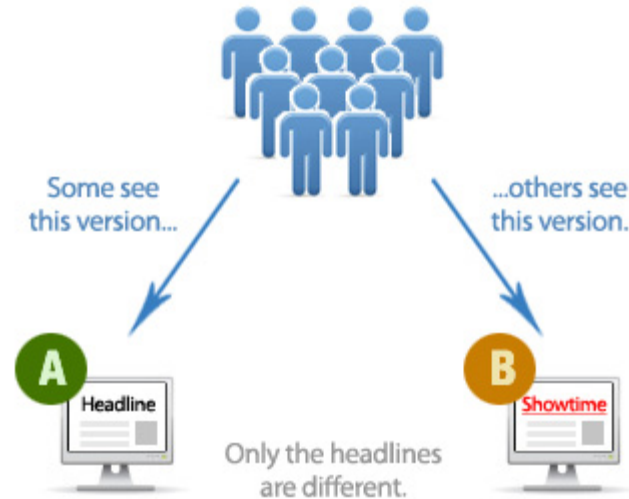 Some see
this version...
...others see
this version.
A
Headline
B
Showtime
Only the headlines
are different.